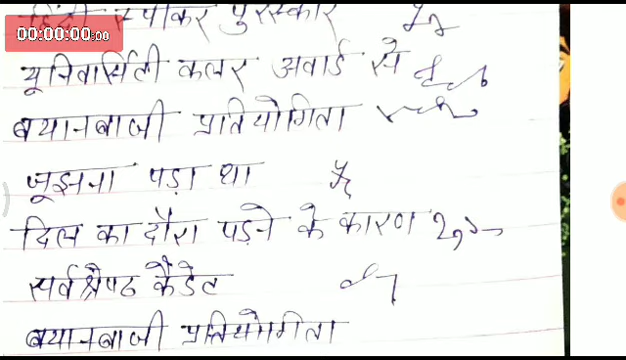 हिंदी स्पीकर पुरस्कार
00:00:00:00
यूनिवर्सिटी कलर अवार्ड से
बयानबाजी प्रतियोगिता
जूझना पड़ा था
दिल का दौरा पड़ने के कारण
सर्वश्रेष्ठ कैडेट
बयानबाजी प्रतियोगिता